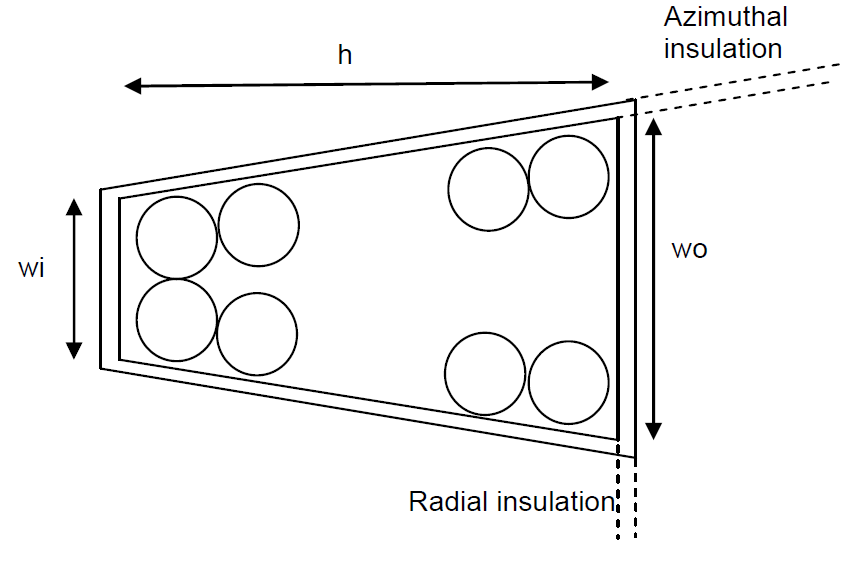 Azimuthal
insulation
h
wi
wo
Radial insulation